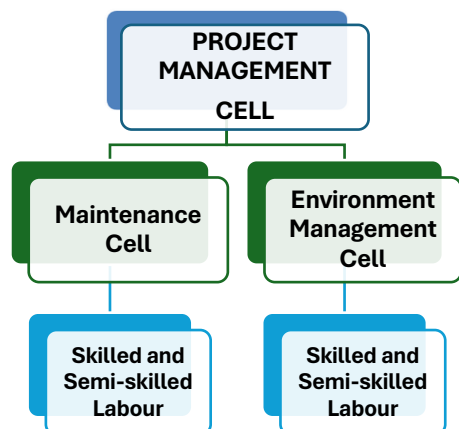 PROJECT
MANAGEMENT
CELL
Maintenance
Cell
Environment
Management
Cell
Skilled and
Semi-skilled
Labour
Skilled and
Semi-skilled
Labour